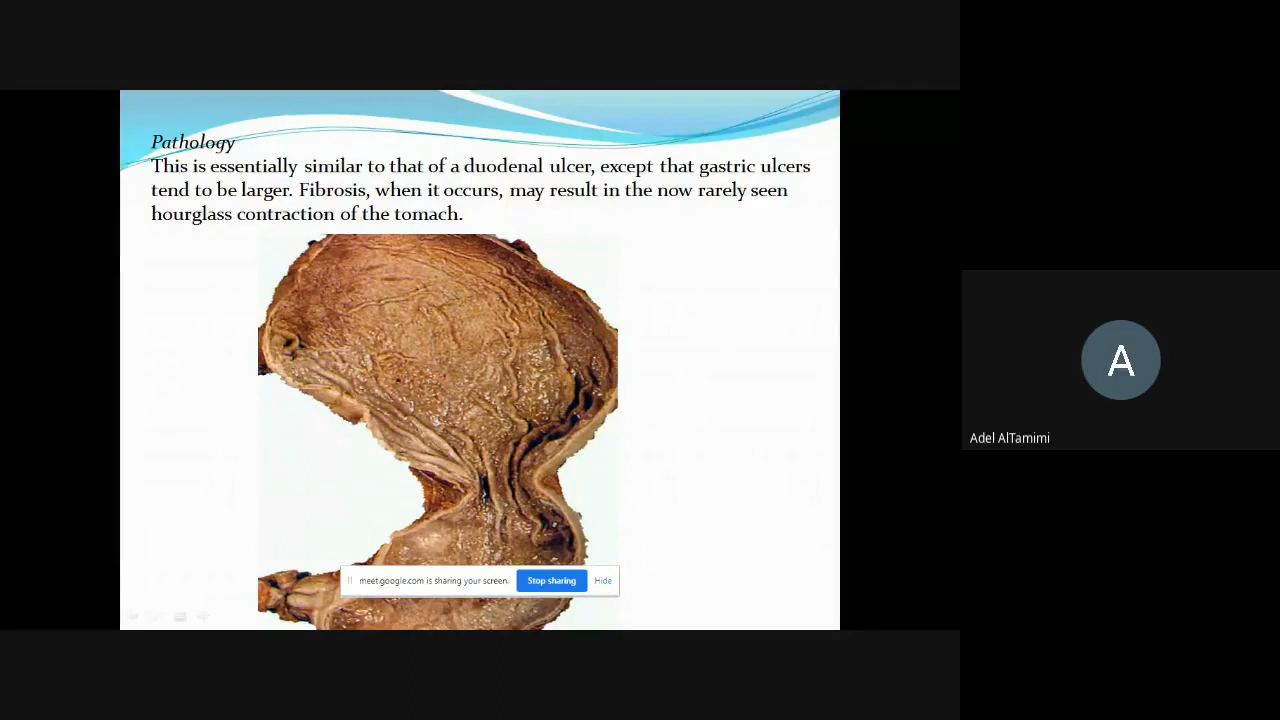 Pathology
This is essentially similar to that of a duodenal ulcer, except that gastric ulcers
tend to be larger. Fibrosis, when it occurs, may result in the now rarely seen
hourglass contraction of the tomach.
A
Adel AlTamimi
meet.google.com is sharing your screen.
Stop sharing
Hide